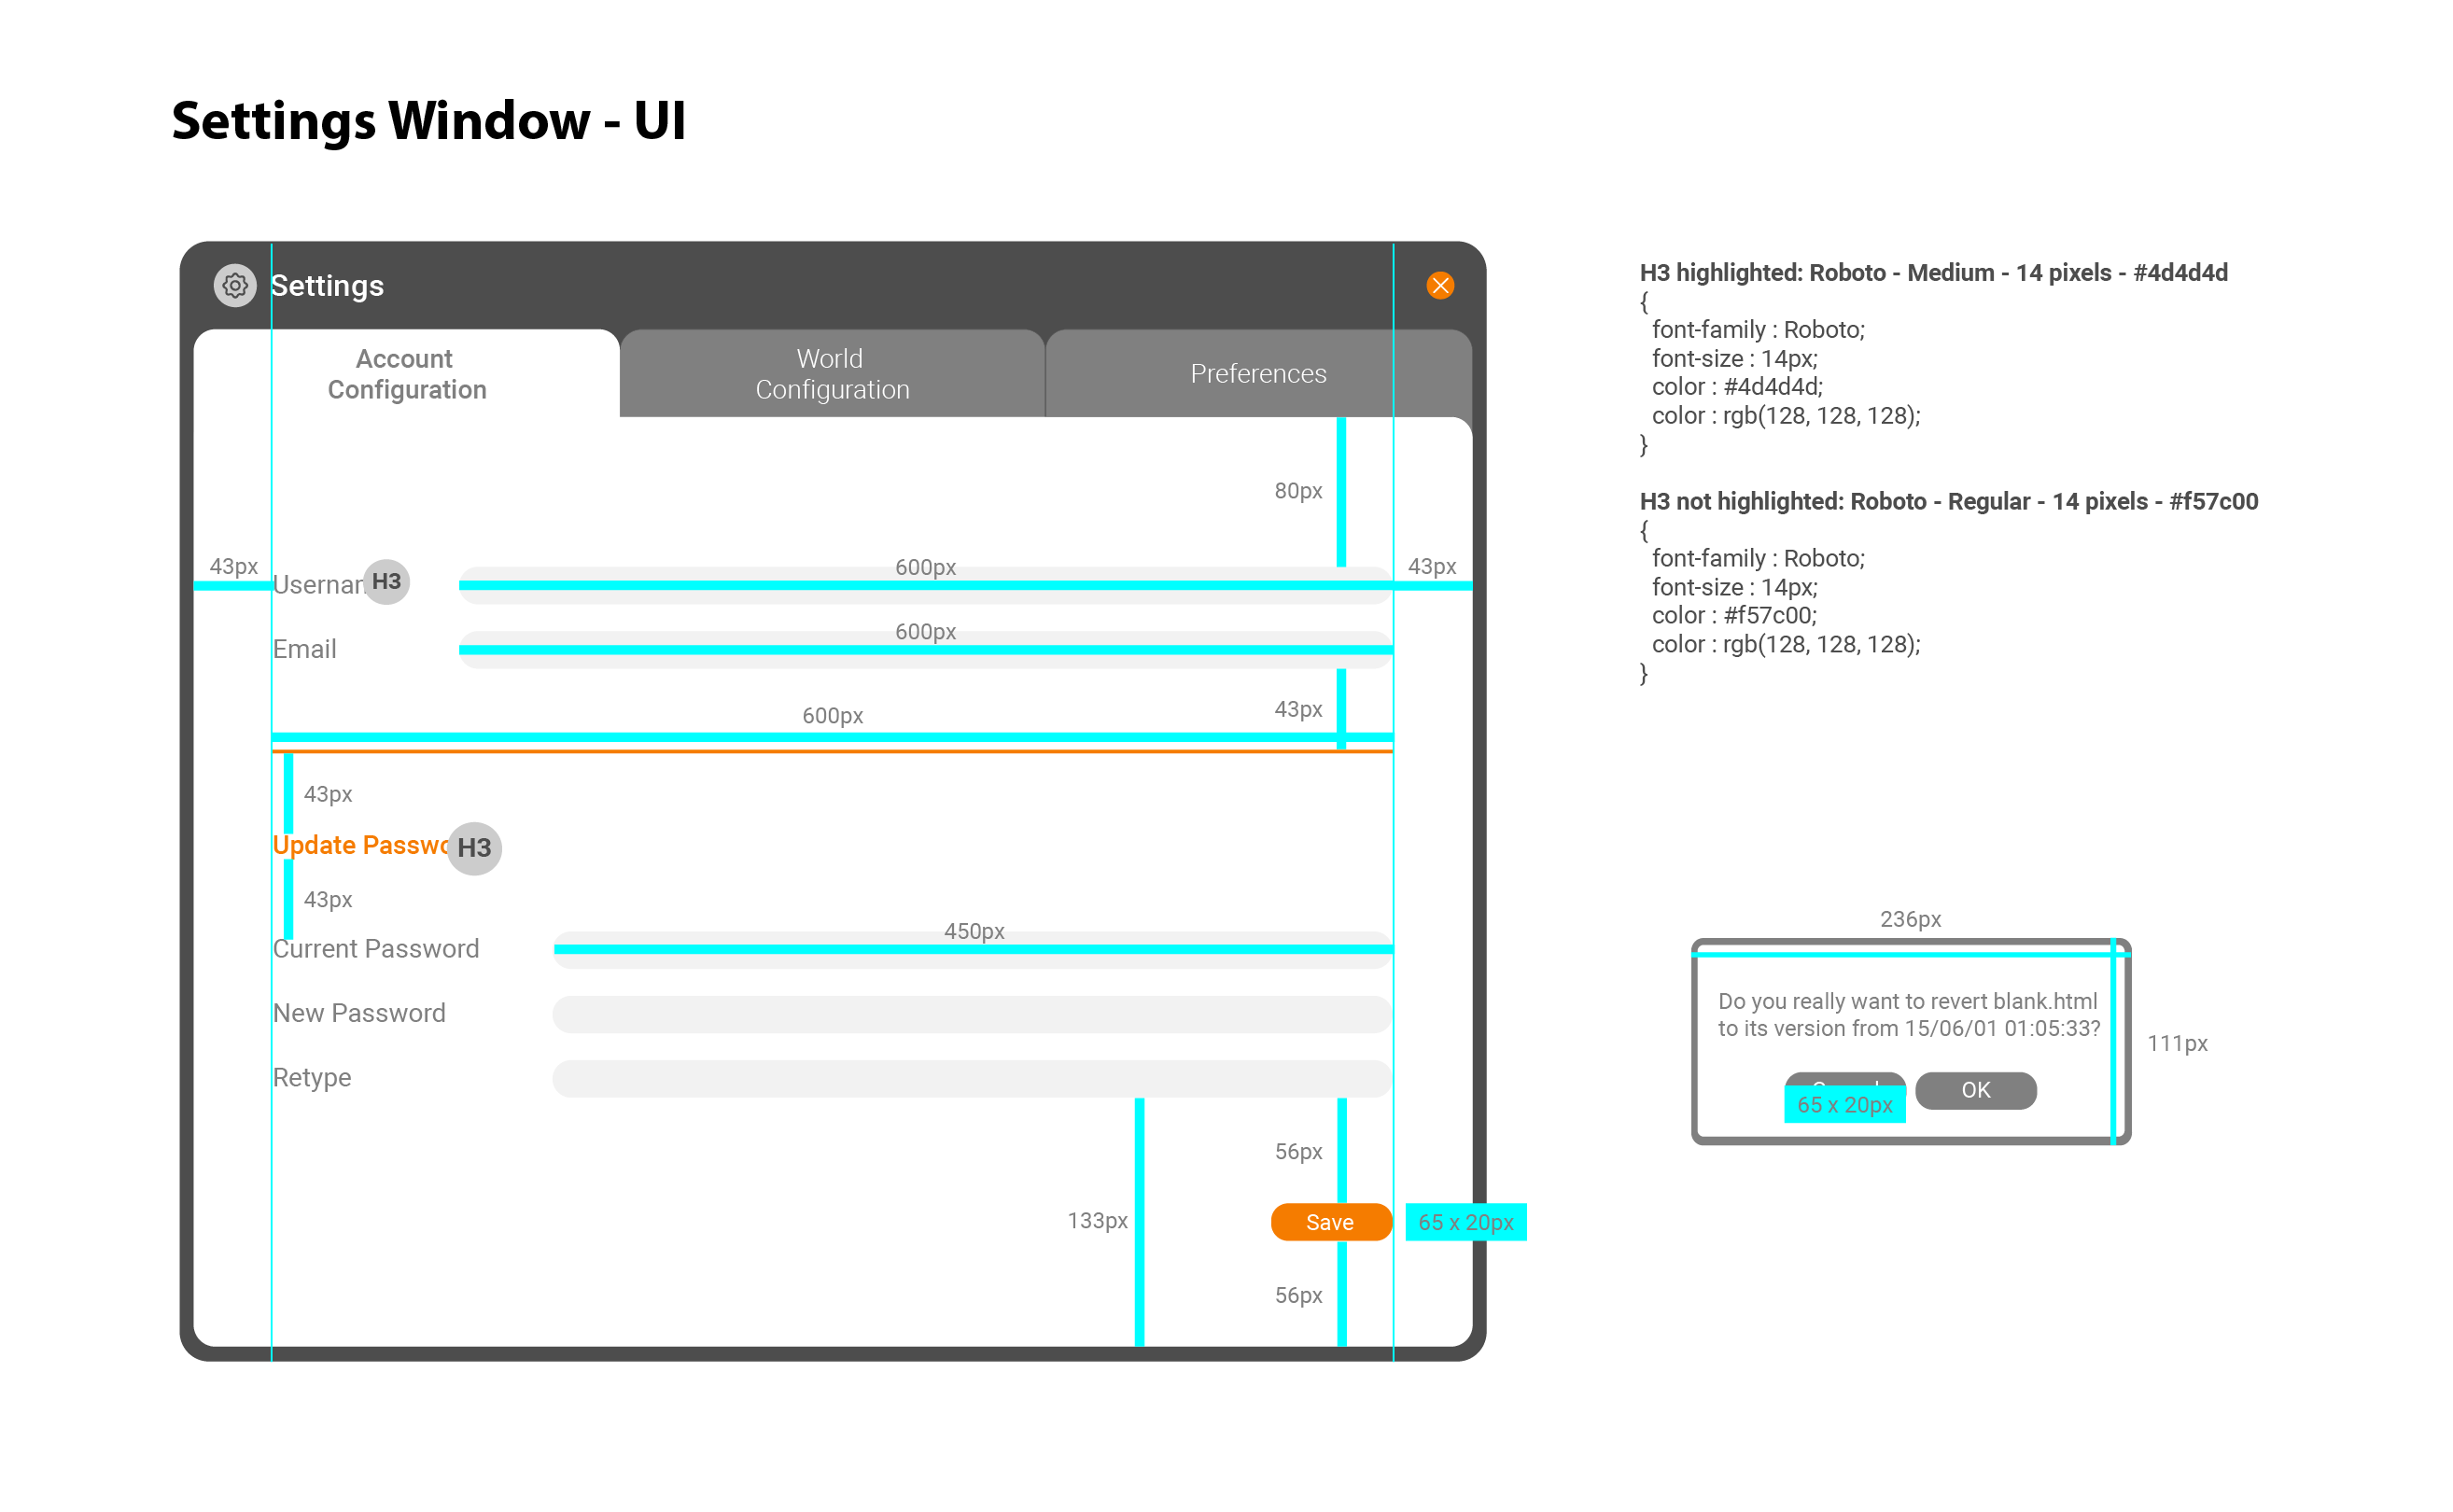 Settings Window - UI
Settings
Account
Configuration
World
Configuration
Preferences
80px
43px
600px
43px
H3
600px
Email
600px
43px
43px
Update
H3
43px
450px
Current Password
New Password
Retype
56px
133px
Save
65 x 20px
56px
H3 highlighted: Roboto - Medium - 14 pixels - #4d4d4d
{
font-family : Roboto;
font-size : 14px;
color : #4d4d4d;
color : rgb(128, 128, 128);
}
H3 not highlighted: Roboto - Regular - 14 pixels - #f57c00
{
font-family : Roboto;
font-size : 14px;
color : #f57c00;
color : rgb(128, 128, 128);
}
236px
Do you really want to revert blank.html
to its version from 15/06/01 01:05:33?
111px
OK
65 x 20px